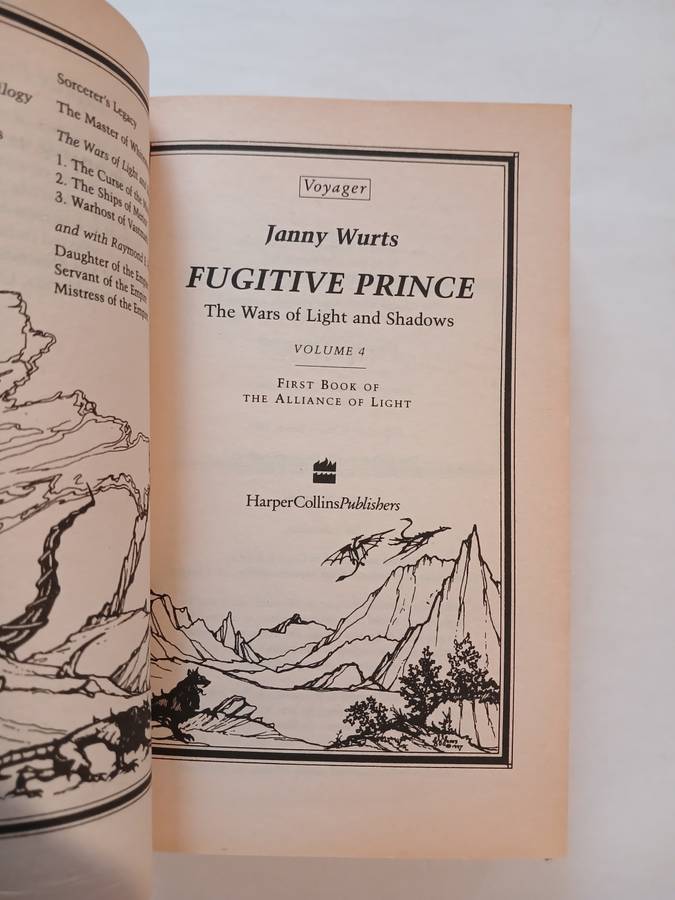 ilogy
Sorcerer's Legacy
The Master of
The Wars of Light and
1. The Curse of the
2. The Ships of
3. Warhost of
and with Raymond
Daughter of the Empire
Servant of the Empire
Mistress of the Empire
Voyager
Janny Wurts
FUGITIVE PRINCE
The Wars of Light and Shadows
VOLUME 4
FIRST BOOK OF
THE ALLIANCE OF LIGHT
HarperCollinsPublishers